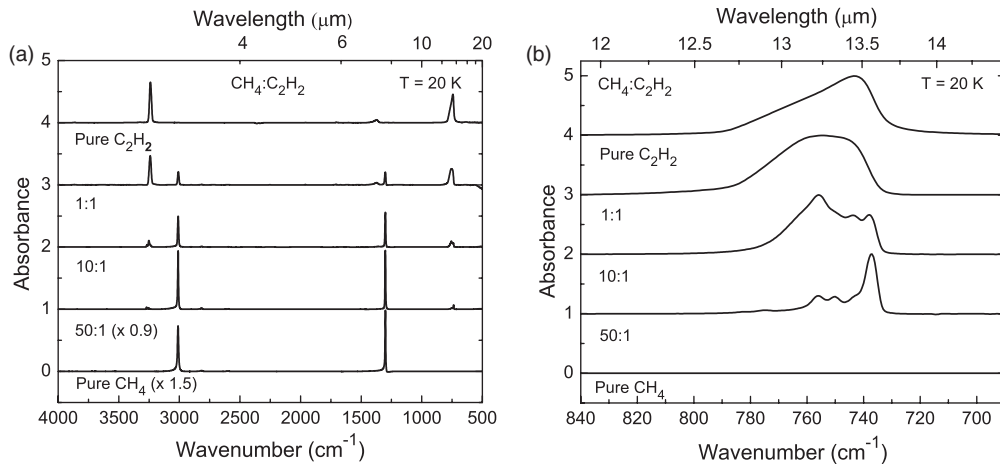 Wavelength (μm)
4 6 10 20
(a)
CH4:C2H2 T = 20 K
5
4
Pure C2H2
3
1:1
2
10:1
1
50:1 (x 0.9)
0
Pure CH4 (x 1.5)
Absorbance
4000 3500 3000 2500 2000 1500 1000 500
Wavenumber (cm-1)
Wavelength (μm)
12 12.5 13 13.5 14
(b)
5
CH4:C2H2 T = 20 K
4
Pure C2H2
3
1:1
2
10:1
1
50:1
0
Pure CH4
Absorbance
840 820 800 780 760 740 720 700
Wavenumber (cm-1)